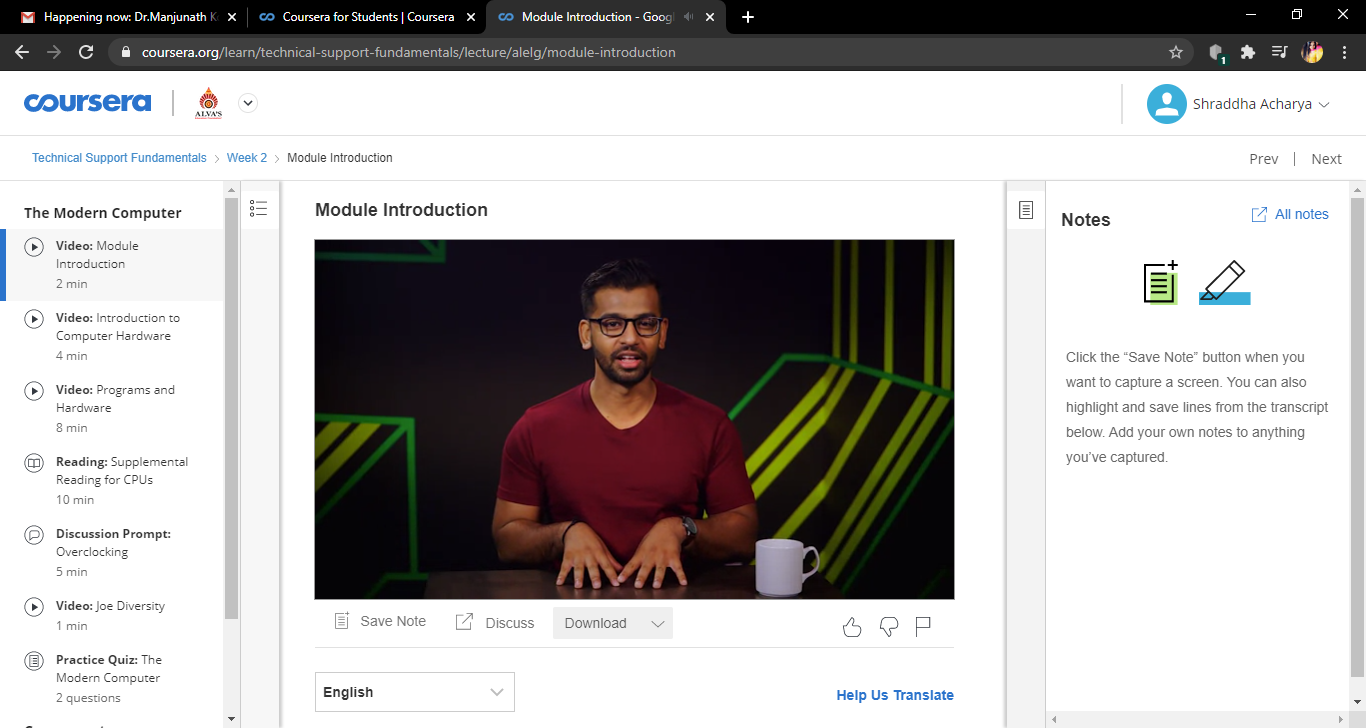 Happening now: Dr.Manjunath K
Coursera for Students | Coursera
Module Introduction - Goog
coursera.org/learn/technical-support-fundamentals/lecture/alelg/module-introduction
1
coursera
ALVA'S
Shraddha Acharya
Technical Support Fundamentals
Week 2
Module Introduction
Prev | Next
The Modern Computer
Video: Module
Introduction
2 min
Video: Introduction to
Computer Hardware
4 min
Video: Programs and
Hardware
8 min
Reading: Supplemental
Reading for CPUs
10 min
Discussion Prompt:
Overclocking
5 min
Video: Joe Diversity
1 min
Practice Quiz: The
Modern Computer
2 questions
Module Introduction
Save Note
Discuss
Download
English
Help Us Translate
Notes
All notes
Click the “Save Note” button when you
want to capture a screen. You can also
highlight and save lines from the transcript
below. Add your own notes to anything
you’ve captured.